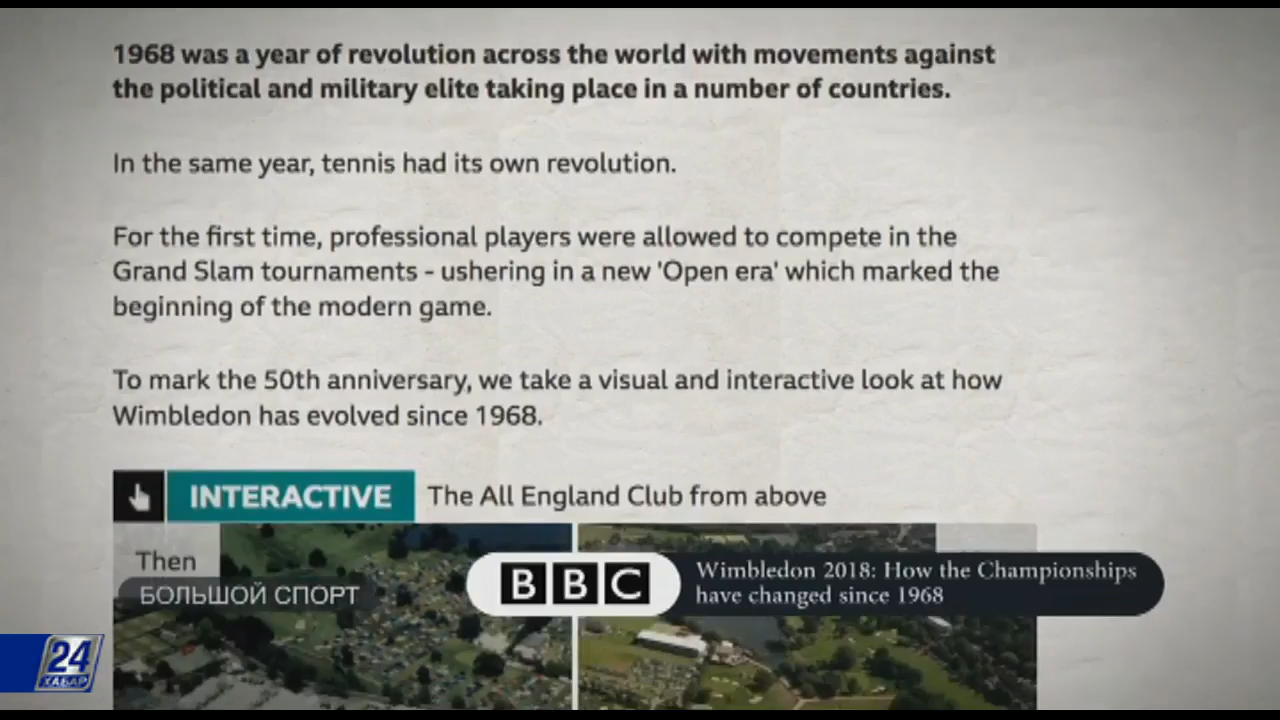 1968 was a year of revolution across the world with movements against
the political and military elite taking place in a number of countries.
In the same year, tennis had its own revolution.
For the first time, professional players were allowed to compete in the
Grand Slam tournaments - ushering in a new 'Open era' which marked the
beginning of the modern game.
To mark the 50th anniversary, we take a visual and interactive look at how
Wimbledon has evolved since 1968.
INTERACTIVE The All England Club from above
Then
БОЛЬШОЙ СПОРТ
BBC
Wimbledon 2018: How the Championships
have changed since 1968
24
ХАБАР